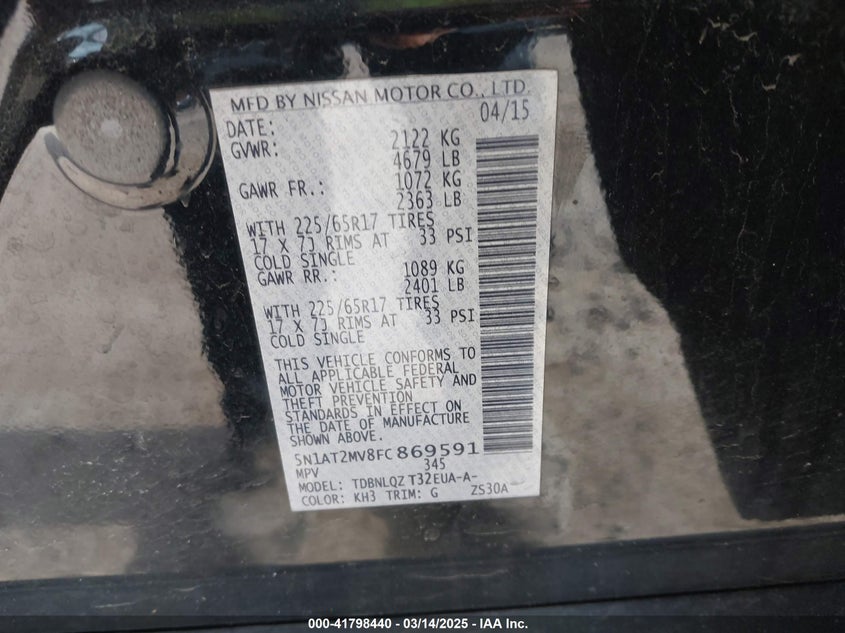 MFD BY NISSAN MOTOR CO., LTD.
DATE: 04/15
GVWR: 2122 KG
4679 LB
GAWR FR.: 1072 KG
2363 LB
WITH 225/65R17 TIRES
17 X 7J RIMS AT 33 PSI
COLD SINGLE
GAWR RR.: 1089 KG
2401 LB
WITH 225/65R17 TIRES
17 X 7J RIMS AT 33 PSI
COLD SINGLE
THIS VEHICLE CONFORMS TO
ALL APPLICABLE FEDERAL
MOTOR VEHICLE SAFETY AND
THEFT PREVENTION
STANDARDS IN EFFECT ON
THE DATE OF MANUFACTURE
SHOWN ABOVE.
5N1AT2MV8FC 869591
MPV 345
MODEL: TDBNLQZ T32EUA-A-
COLOR: KH3 TRIM: G ZS30A
000-41798440 - 03/14/2025 - IAA Inc.